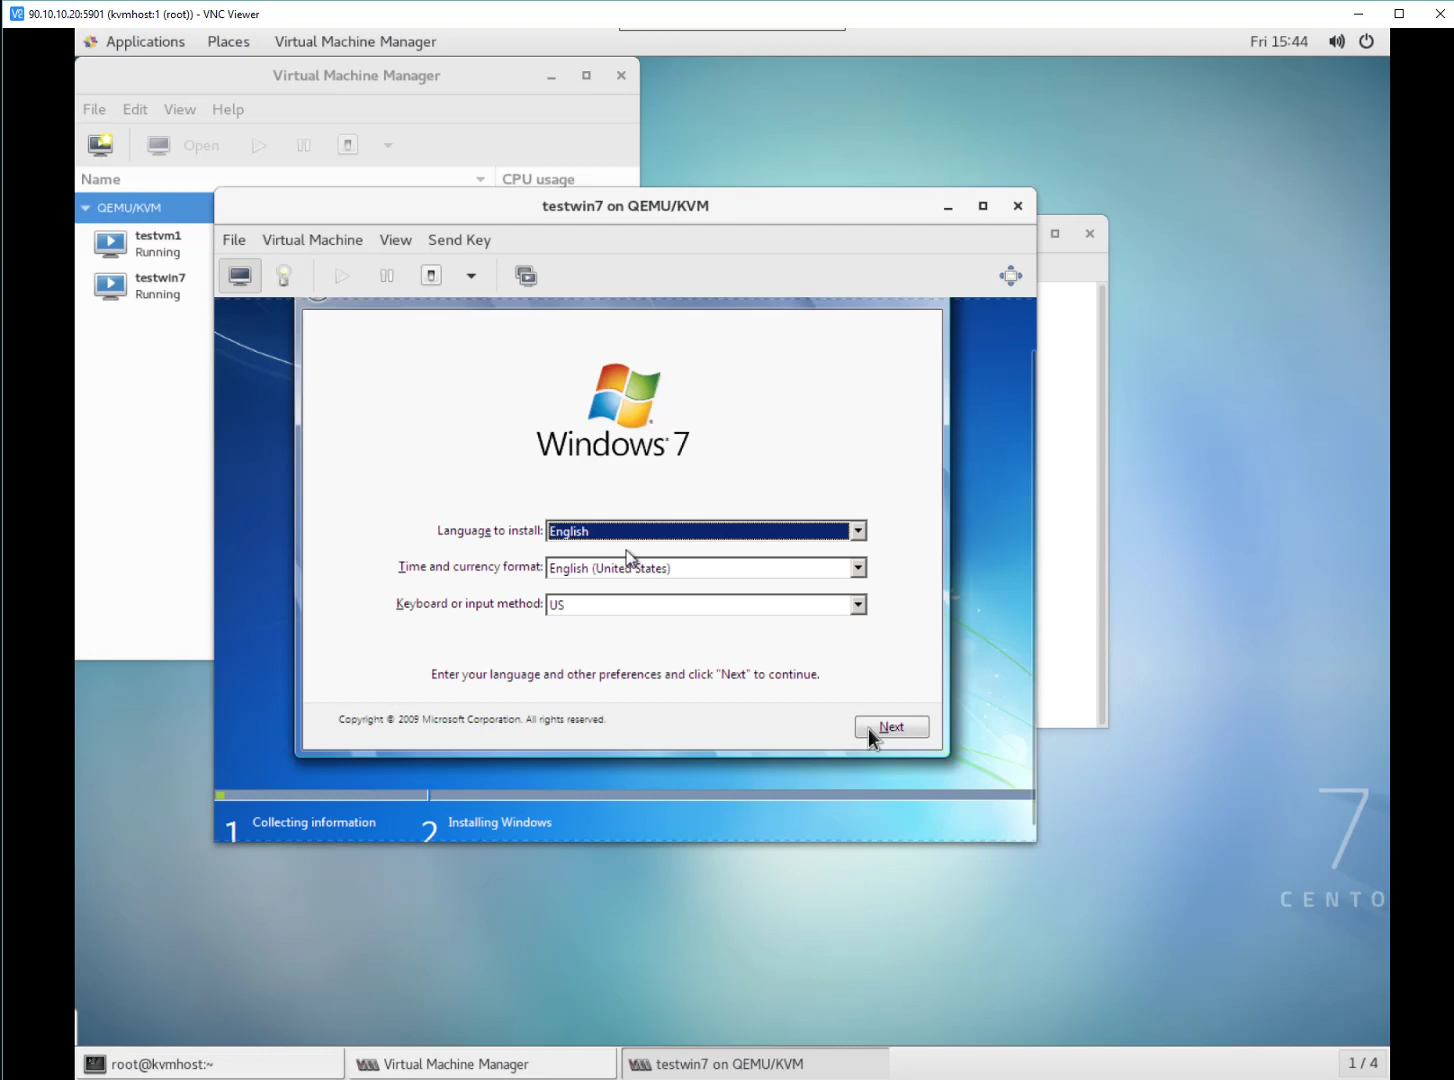 90.10.10.20:5901 (kvmhost:1 (root)) - VNC Viewer
Applications Places Virtual Machine Manager Fri 15:44
Virtual Machine Manager
File Edit View Help
Open
Name CPU usage
QEMU/KVM
testvm1
Running
testwin7
Running
testwin7 on QEMU/KVM
File Virtual Machine View Send Key
Windows 7
Language to install: English
Time and currency format: English (United States)
Keyboard or input method: US
Enter your language and other preferences and click "Next" to continue.
Copyright © 2009 Microsoft Corporation. All rights reserved.
Next
1 Collecting information 2 Installing Windows
7
CENTO
root@kvmhost:~ Virtual Machine Manager testwin7 on QEMU/KVM 1 / 4